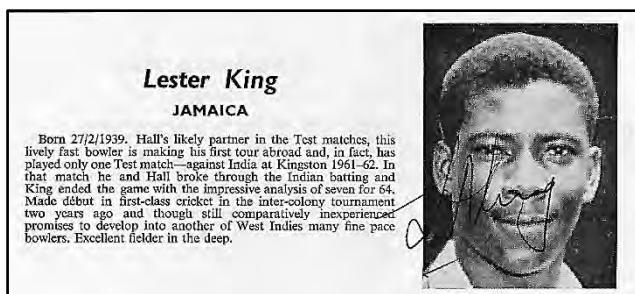 Lester King
JAMAICA
Born 27/2/1939. Hall's likely partner in the Test matches, this
lively fast bowler is making his first tour abroad and, in fact, has
played only one Test match—against India at Kingston 1961–62. In
that match he and Hall broke through the Indian batting and
King ended the game with the impressive analysis of seven for 64.
Made début in first-class cricket in the inter-colony tournament
two years ago and though still comparatively inexperienced
promises to develop into another of West Indies many fine pace
bowlers. Excellent fielder in the deep.
L King